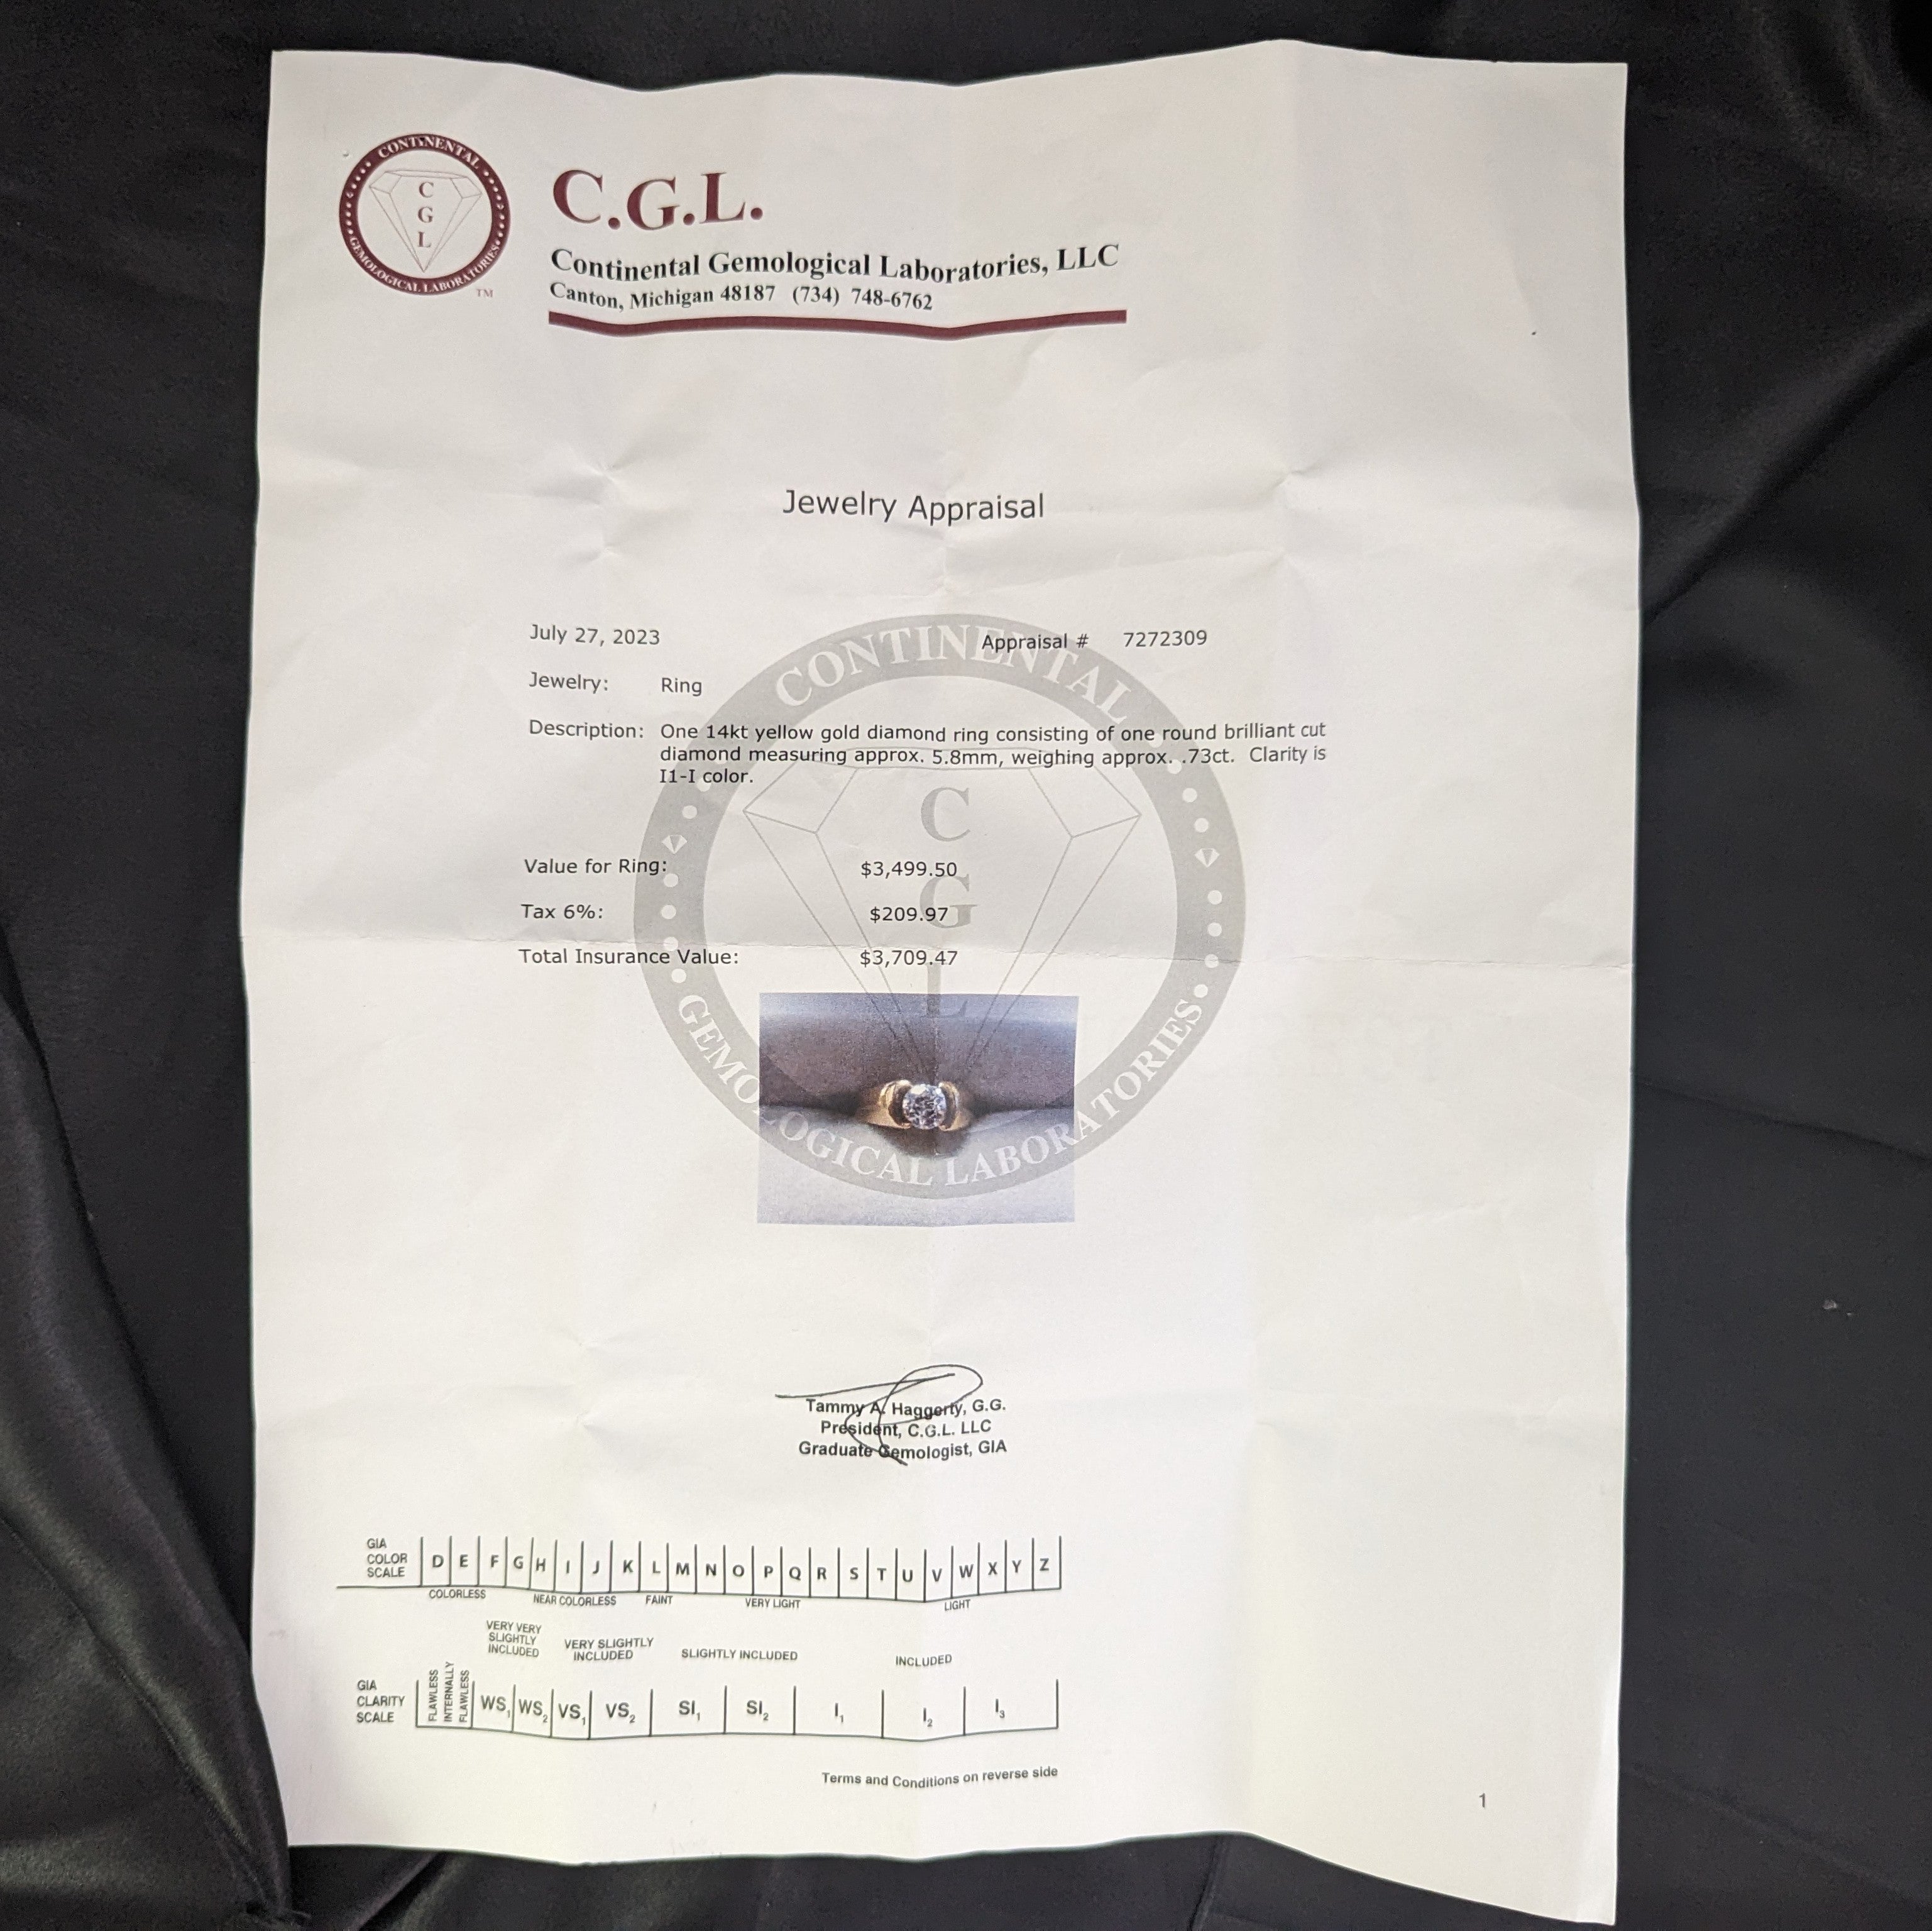 CONTINENTAL
C
G
L
GEMOLOGICAL LABORATORIES
TM
C.G.L.
Continental Gemological Laboratories, LLC
Canton, Michigan 48187 (734) 748-6762
Jewelry Appraisal
July 27, 2023 Appraisal # 7272309
Jewelry: Ring
Description: One 14kt yellow gold diamond ring consisting of one round brilliant cut
diamond measuring approx. 5.8mm, weighing approx. .73ct. Clarity is
I1-I color.
Value for Ring: $3,499.50
Tax 6%: $209.97
Total Insurance Value: $3,709.47
CONTINENTAL
C
G
L
GEMOLOGICAL LABORATORIES
Tammy A. Haggerty, G.G.
President, C.G.L. LLC
Graduate Gemologist, GIA
GIA
COLOR
SCALE
D E F G H I J K L M N O P Q R S T U V W X Y Z
COLORLESS NEAR COLORLESS FAINT VERY LIGHT LIGHT
VERY VERY
SLIGHTLY
INCLUDED
VERY SLIGHTLY
INCLUDED
SLIGHTLY INCLUDED
INCLUDED
GIA
CLARITY
SCALE
FLAWLESS
INTERNALLY
FLAWLESS
WS1 WS2 VS1 VS2 SI1 SI2 I1 I2 I3
Terms and Conditions on reverse side
1